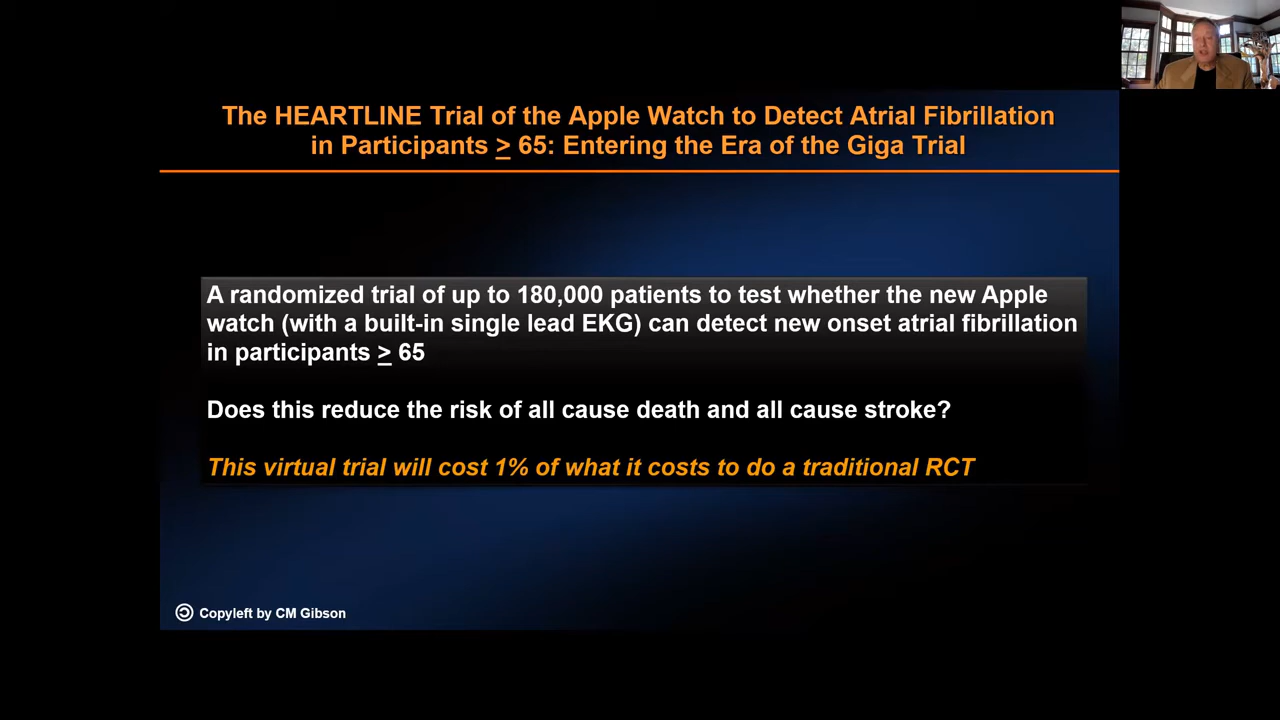 The HEARTLINE Trial of the Apple Watch to Detect Atrial Fibrillation
in Participants ≥ 65: Entering the Era of the Giga Trial
A randomized trial of up to 180,000 patients to test whether the new Apple
watch (with a built-in single lead EKG) can detect new onset atrial fibrillation
in participants ≥ 65
Does this reduce the risk of all cause death and all cause stroke?
This virtual trial will cost 1% of what it costs to do a traditional RCT
🄯 Copyleft by CM Gibson